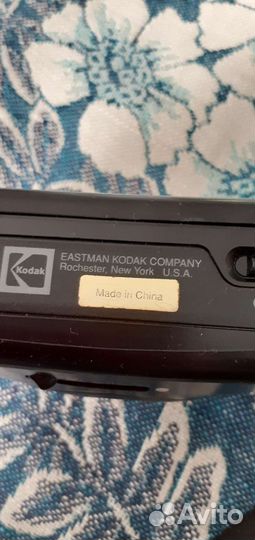 Kodak
EASTMAN KODAK COMPANY
Rochester, New York U.S.A.
Made in China
Avito